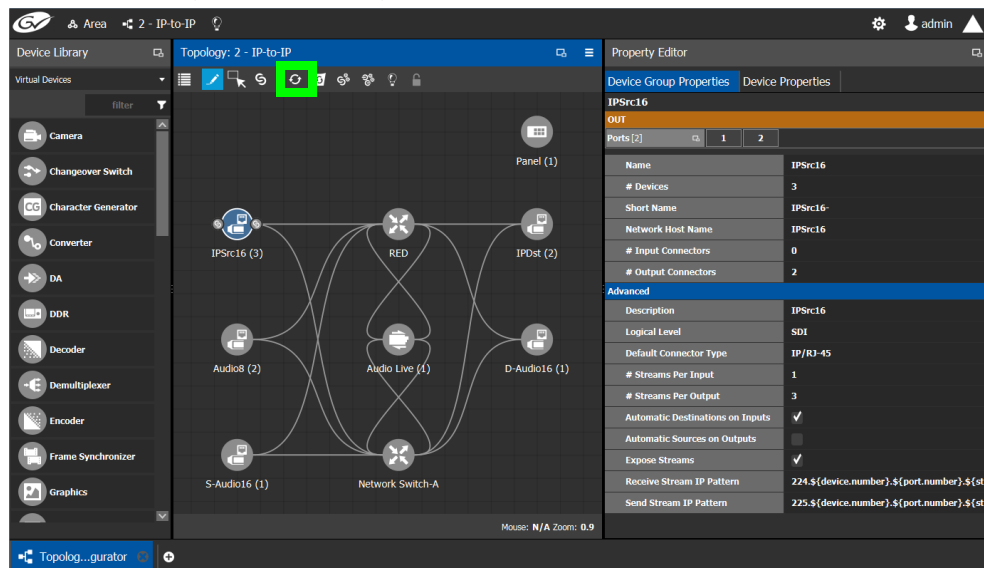 GV Area 2 - IP-to-IP admin
Device Library
Topology: 2 - IP-to-IP
Property Editor
Virtual Devices
filter
Camera
Changeover Switch
CG Character Generator
Converter
DA
DDR
Decoder
Demultiplexer
Encoder
Frame Synchronizer
Graphics
Panel (1)
IPSrc16 (3) RED IPDst (2)
Audio8 (2) Audio Live (1) D-Audio16 (1)
S-Audio16 (1) Network Switch-A
Mouse: N/A Zoom: 0.9
Device Group Properties Device Properties
IPSrc16
OUT
Ports [2] 1 2
Name IPSrc16
# Devices 3
Short Name IPSrc16-
Network Host Name IPSrc16
# Input Connectors 0
# Output Connectors 2
Advanced
Description IPSrc16
Logical Level SDI
Default Connector Type IP/RJ-45
# Streams Per Input 1
# Streams Per Output 3
Automatic Destinations on Inputs
Automatic Sources on Outputs
Expose Streams
Receive Stream IP Pattern 224.${device.number}.${port.number}.${st
Send Stream IP Pattern 225.${device.number}.${port.number}.${st
Topolog...gurator